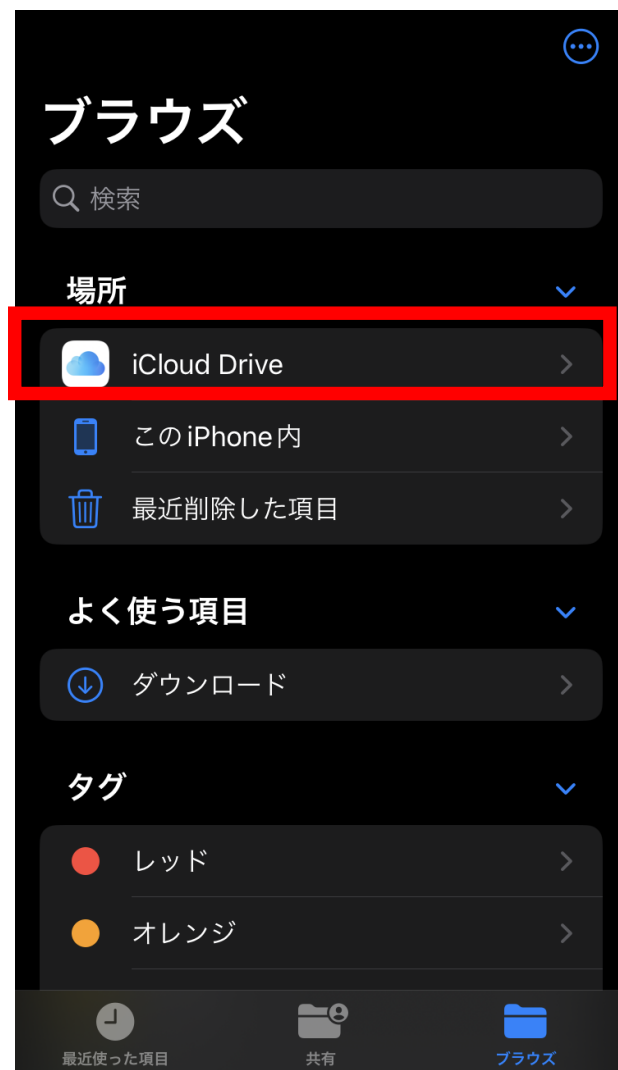 ブラウズ
検索
場所
iCloud Drive
このiPhone内
最近削除した項目
よく使う項目
ダウンロード
タグ
レッド
オレンジ
最近使った項目
共有
ブラウズ